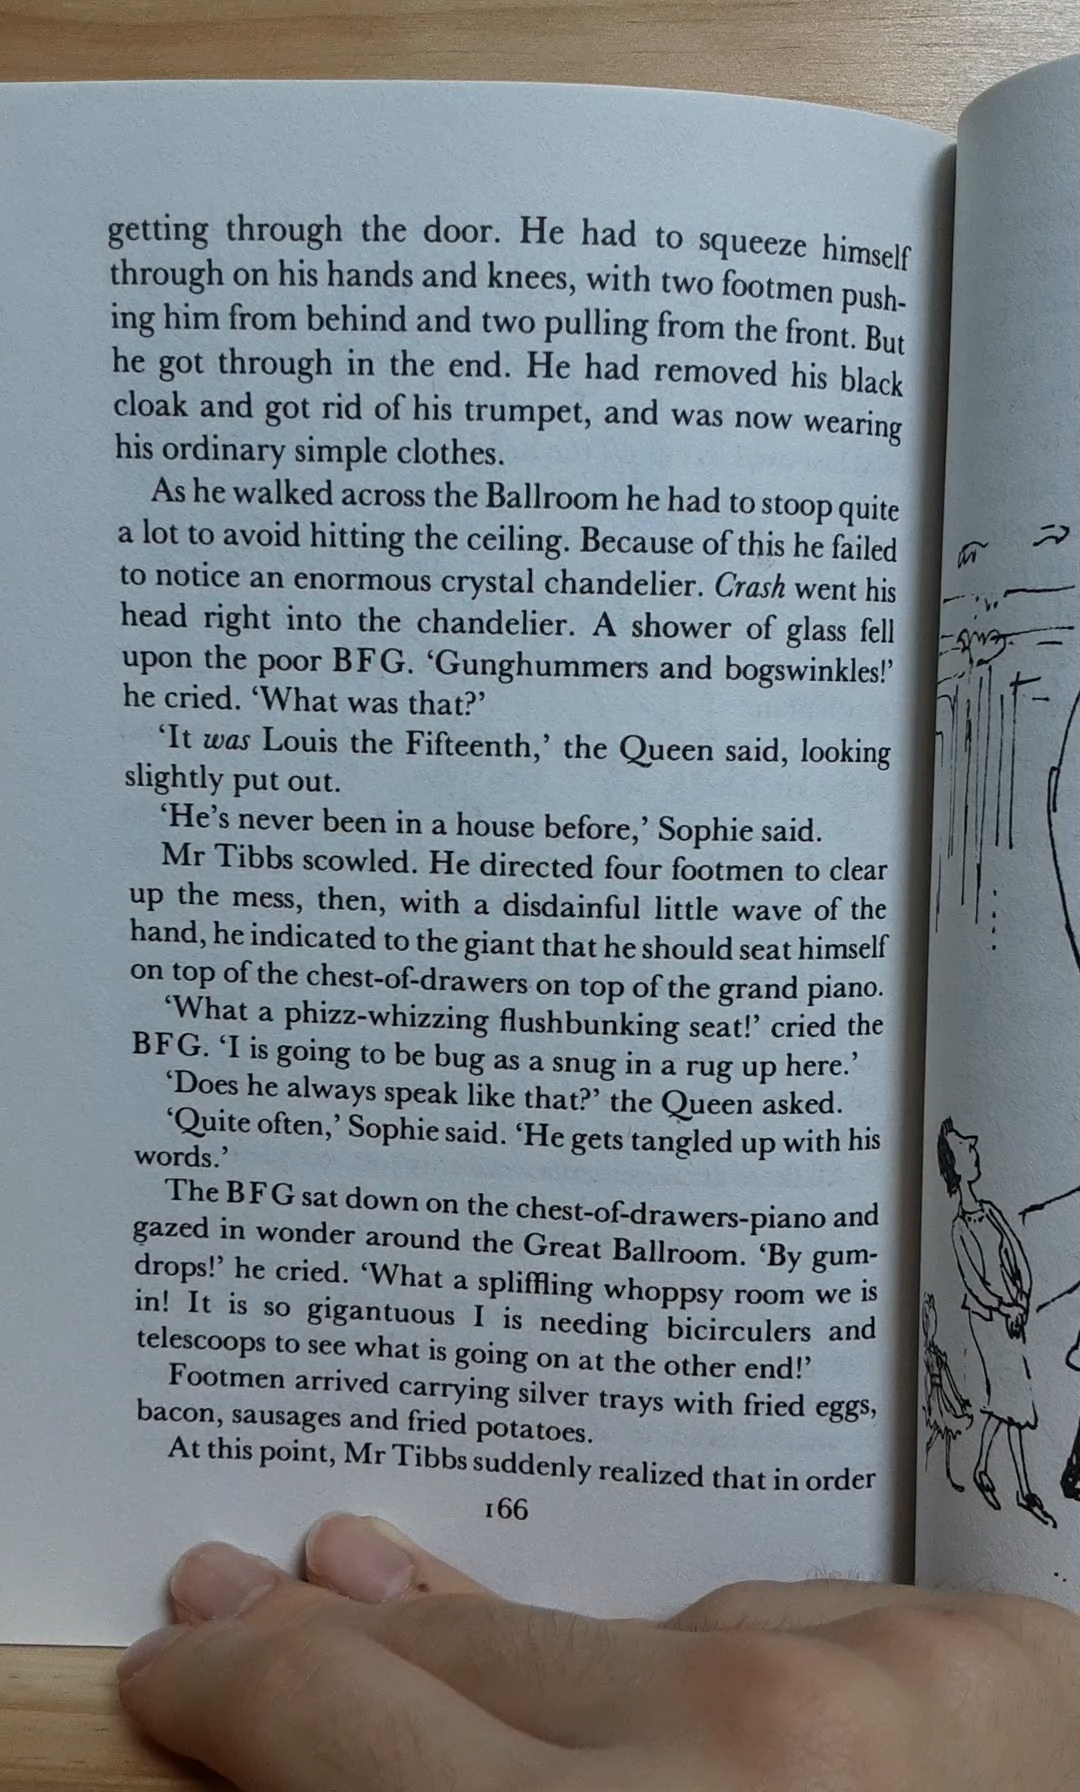 getting through the door. He had to squeeze himself
through on his hands and knees, with two footmen push-
ing him from behind and two pulling from the front. But
he got through in the end. He had removed his black
cloak and got rid of his trumpet, and was now wearing
his ordinary simple clothes.
As he walked across the Ballroom he had to stoop quite
a lot to avoid hitting the ceiling. Because of this he failed
to notice an enormous crystal chandelier. Crash went his
head right into the chandelier. A shower of glass fell
upon the poor BFG. ‘Gunghummers and bogswinkles!’
he cried. ‘What was that?’
‘It was Louis the Fifteenth,’ the Queen said, looking
slightly put out.
‘He’s never been in a house before,’ Sophie said.
Mr Tibbs scowled. He directed four footmen to clear
up the mess, then, with a disdainful little wave of the
hand, he indicated to the giant that he should seat himself
on top of the chest-of-drawers on top of the grand piano.
‘What a phizz-whizzing flushbunking seat!’ cried the
BFG. ‘I is going to be bug as a snug in a rug up here.’
‘Does he always speak like that?’ the Queen asked.
‘Quite often,’ Sophie said. ‘He gets tangled up with his
words.’
The BFG sat down on the chest-of-drawers-piano and
gazed in wonder around the Great Ballroom. ‘By gum-
drops!’ he cried. ‘What a spliffling whoppsy room we is
in! It is so gigantuous I is needing bicirculers and
telescoops to see what is going on at the other end!’
Footmen arrived carrying silver trays with fried eggs,
bacon, sausages and fried potatoes.
At this point, Mr Tibbs suddenly realized that in order
166